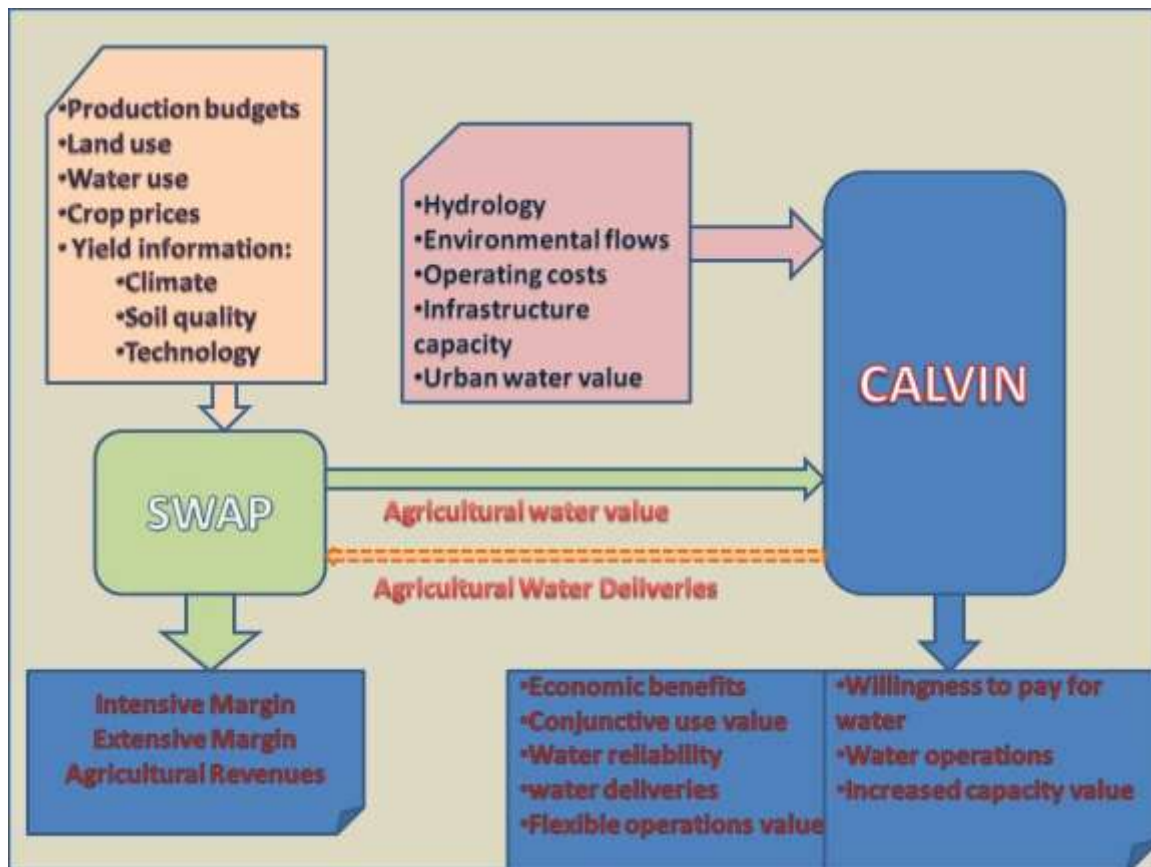 •Production budgets
•Land use
•Water use
•Crop prices
• Yield information:
•Climate
•Soil quality
•Technology
•Hydrology
•Environmental flows
•Operating costs
•Infrastructure
capacity
•Urban water value
CALVIN
SWAP
Agricultural water value
Agricultural Water Deliveries
Intensive Margin
Extensive Margin
Agricultural Revenues
•Economic benefits
•Conjunctive use value
•Water reliability
•water deliveries
•Flexible operations value
•Willingness to pay for
water
•Water operations
•Increased capacity value